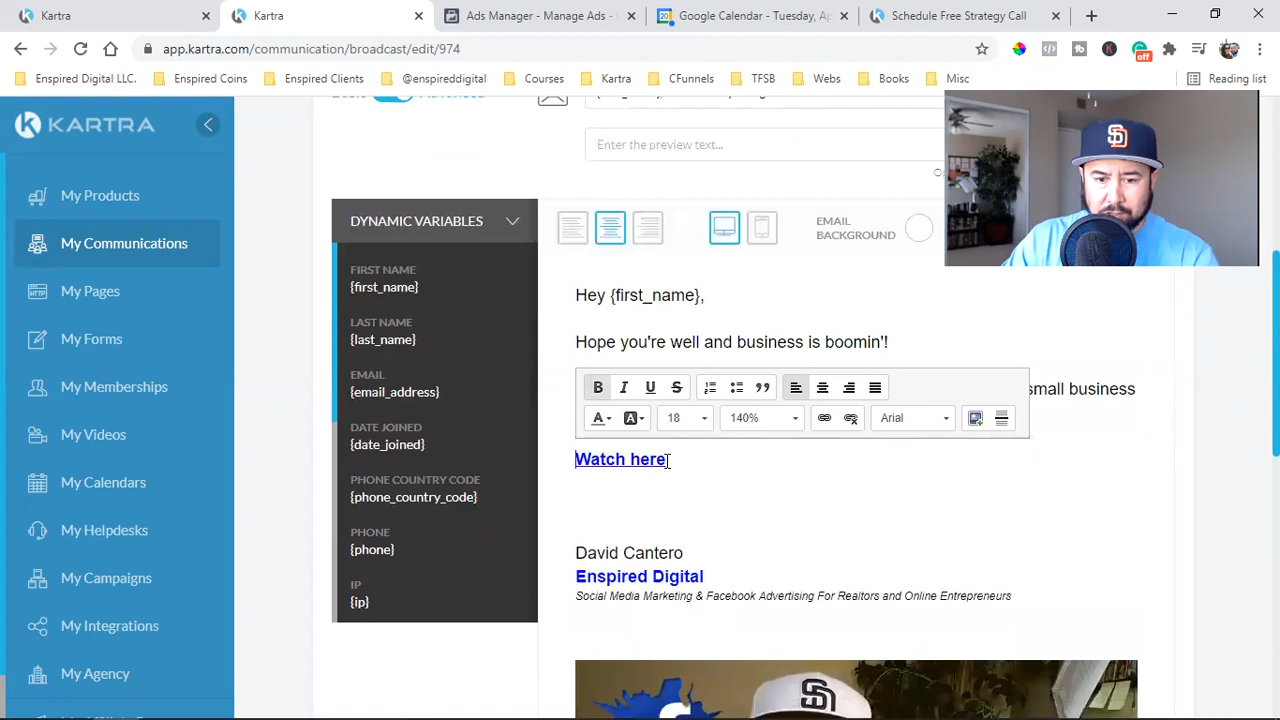 Kartra
Kartra
Ads Manager - Manage Ads -
20 Google Calendar - Tuesday, Ap
Schedule Free Strategy Call
app.kartra.com/communication/broadcast/edit/974
off
Enspired Digital LLC.
Enspired Coins
Enspired Clients
@enspireddigital
Courses
Kartra
CFunnels
TFSB
Webs
Books
Misc
Reading list
KARTRA
Enter the preview text...
My Products
My Communications
HTTP My Pages
My Forms
My Memberships
My Videos
My Calendars
My Helpdesks
My Campaigns
My Integrations
My Agency
DYNAMIC VARIABLES
FIRST NAME
{first_name}
LAST NAME
{last_name}
EMAIL
{email_address}
DATE JOINED
{date_joined}
PHONE COUNTRY CODE
{phone_country_code}
PHONE
{phone}
IP
{ip}
EMAIL
BACKGROUND
SD
Hey {first_name},
Hope you're well and business is boomin'!
small business
B I U S
A A 18 140% Arial
Watch here
David Cantero
Enspired Digital
Social Media Marketing & Facebook Advertising For Realtors and Online Entrepreneurs
SD